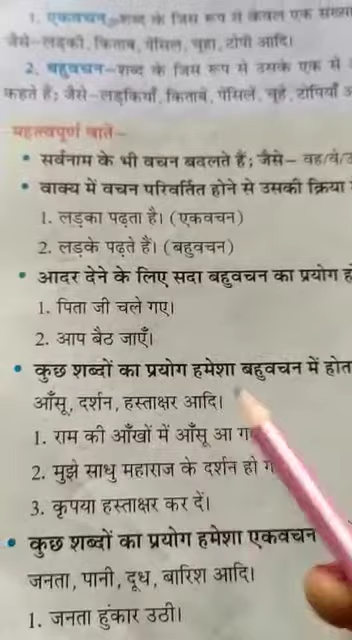 1. एकवचन–शब्द के जिस रूप से केवल एक संख्या
जैसे–लड़की, किताब, पेंसिल, चूहा, टोपी आदि।
2. बहुवचन–शब्द के जिस रूप से उसके एक से
कहते हैं; जैसे–लड़कियाँ, किताबें, पेंसिलें, चूहे, टोपियाँ
महत्त्वपूर्ण बातें–
• सर्वनाम के भी वचन बदलते हैं; जैसे– वह/वे/
• वाक्य में वचन परिवर्तित होने से उसकी क्रिया
1. लड़का पढ़ता है। (एकवचन)
2. लड़के पढ़ते हैं। (बहुवचन)
• आदर देने के लिए सदा बहुवचन का प्रयोग
1. पिता जी चले गए।
2. आप बैठ जाएँ।
• कुछ शब्दों का प्रयोग हमेशा बहुवचन में
आँसू, दर्शन, हस्ताक्षर आदि।
1. राम की आँखों में आँसू आ
2. मुझे साधु महाराज के दर्शन हो
3. कृपया हस्ताक्षर कर दें।
• कुछ शब्दों का प्रयोग हमेशा एकवचन
जनता, पानी, दूध, बारिश आदि।
1. जनता हुंकार उठी।